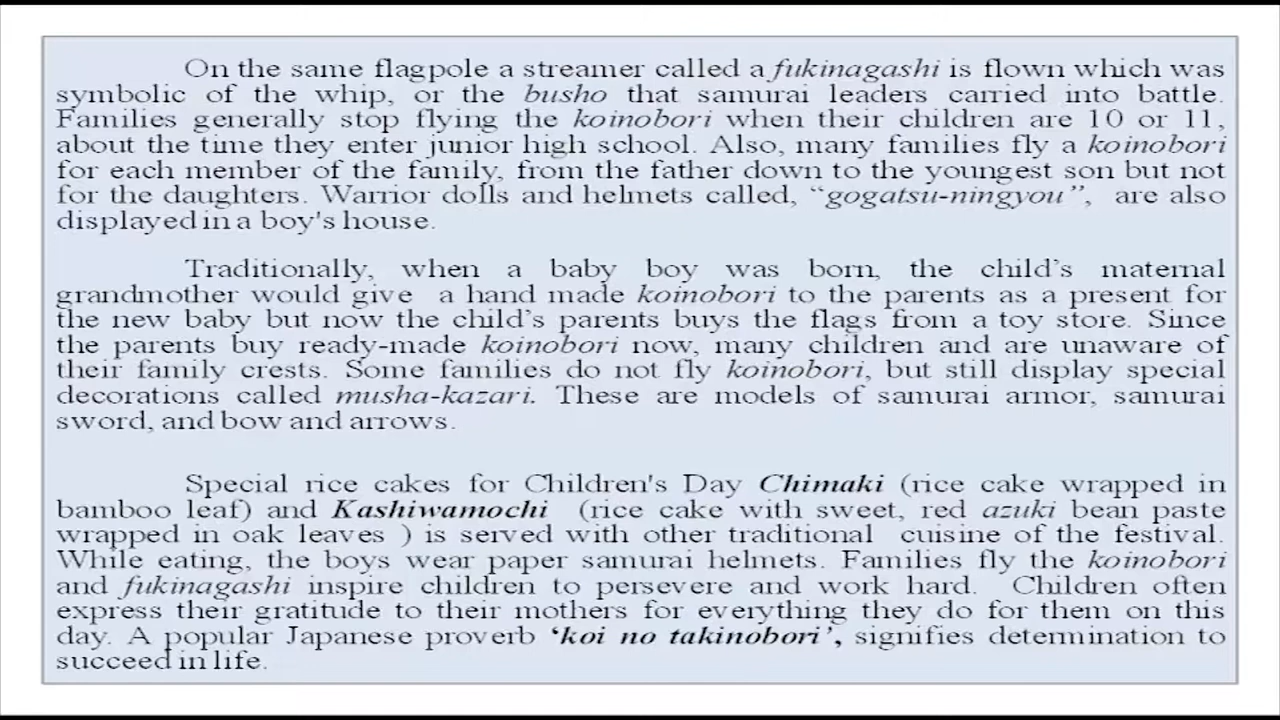 On the same flagpole a streamer called a fukinagashi is flown which was
symbolic of the whip, or the busho that samurai leaders carried into battle.
Families generally stop flying the koinobori when their children are 10 or 11,
about the time they enter junior high school. Also, many families fly a koinobori
for each member of the family, from the father down to the youngest son but not
for the daughters. Warrior dolls and helmets called, “gogatsu-ningyou”, are also
displayed in a boy's house.
Traditionally, when a baby boy was born, the child’s maternal
grandmother would give a hand made koinobori to the parents as a present for
the new baby but now the child’s parents buys the flags from a toy store. Since
the parents buy ready-made koinobori now, many children and are unaware of
their family crests. Some families do not fly koinobori, but still display special
decorations called musha-kazari. These are models of samurai armor, samurai
sword, and bow and arrows.
Special rice cakes for Children's Day Chimaki (rice cake wrapped in
bamboo leaf) and Kashiwamochi (rice cake with sweet, red azuki bean paste
wrapped in oak leaves ) is served with other traditional cuisine of the festival.
While eating, the boys wear paper samurai helmets. Families fly the koinobori
and fukinagashi inspire children to persevere and work hard. Children often
express their gratitude to their mothers for everything they do for them on this
day. A popular Japanese proverb ‘koi no takinobori’, signifies determination to
succeed in life.